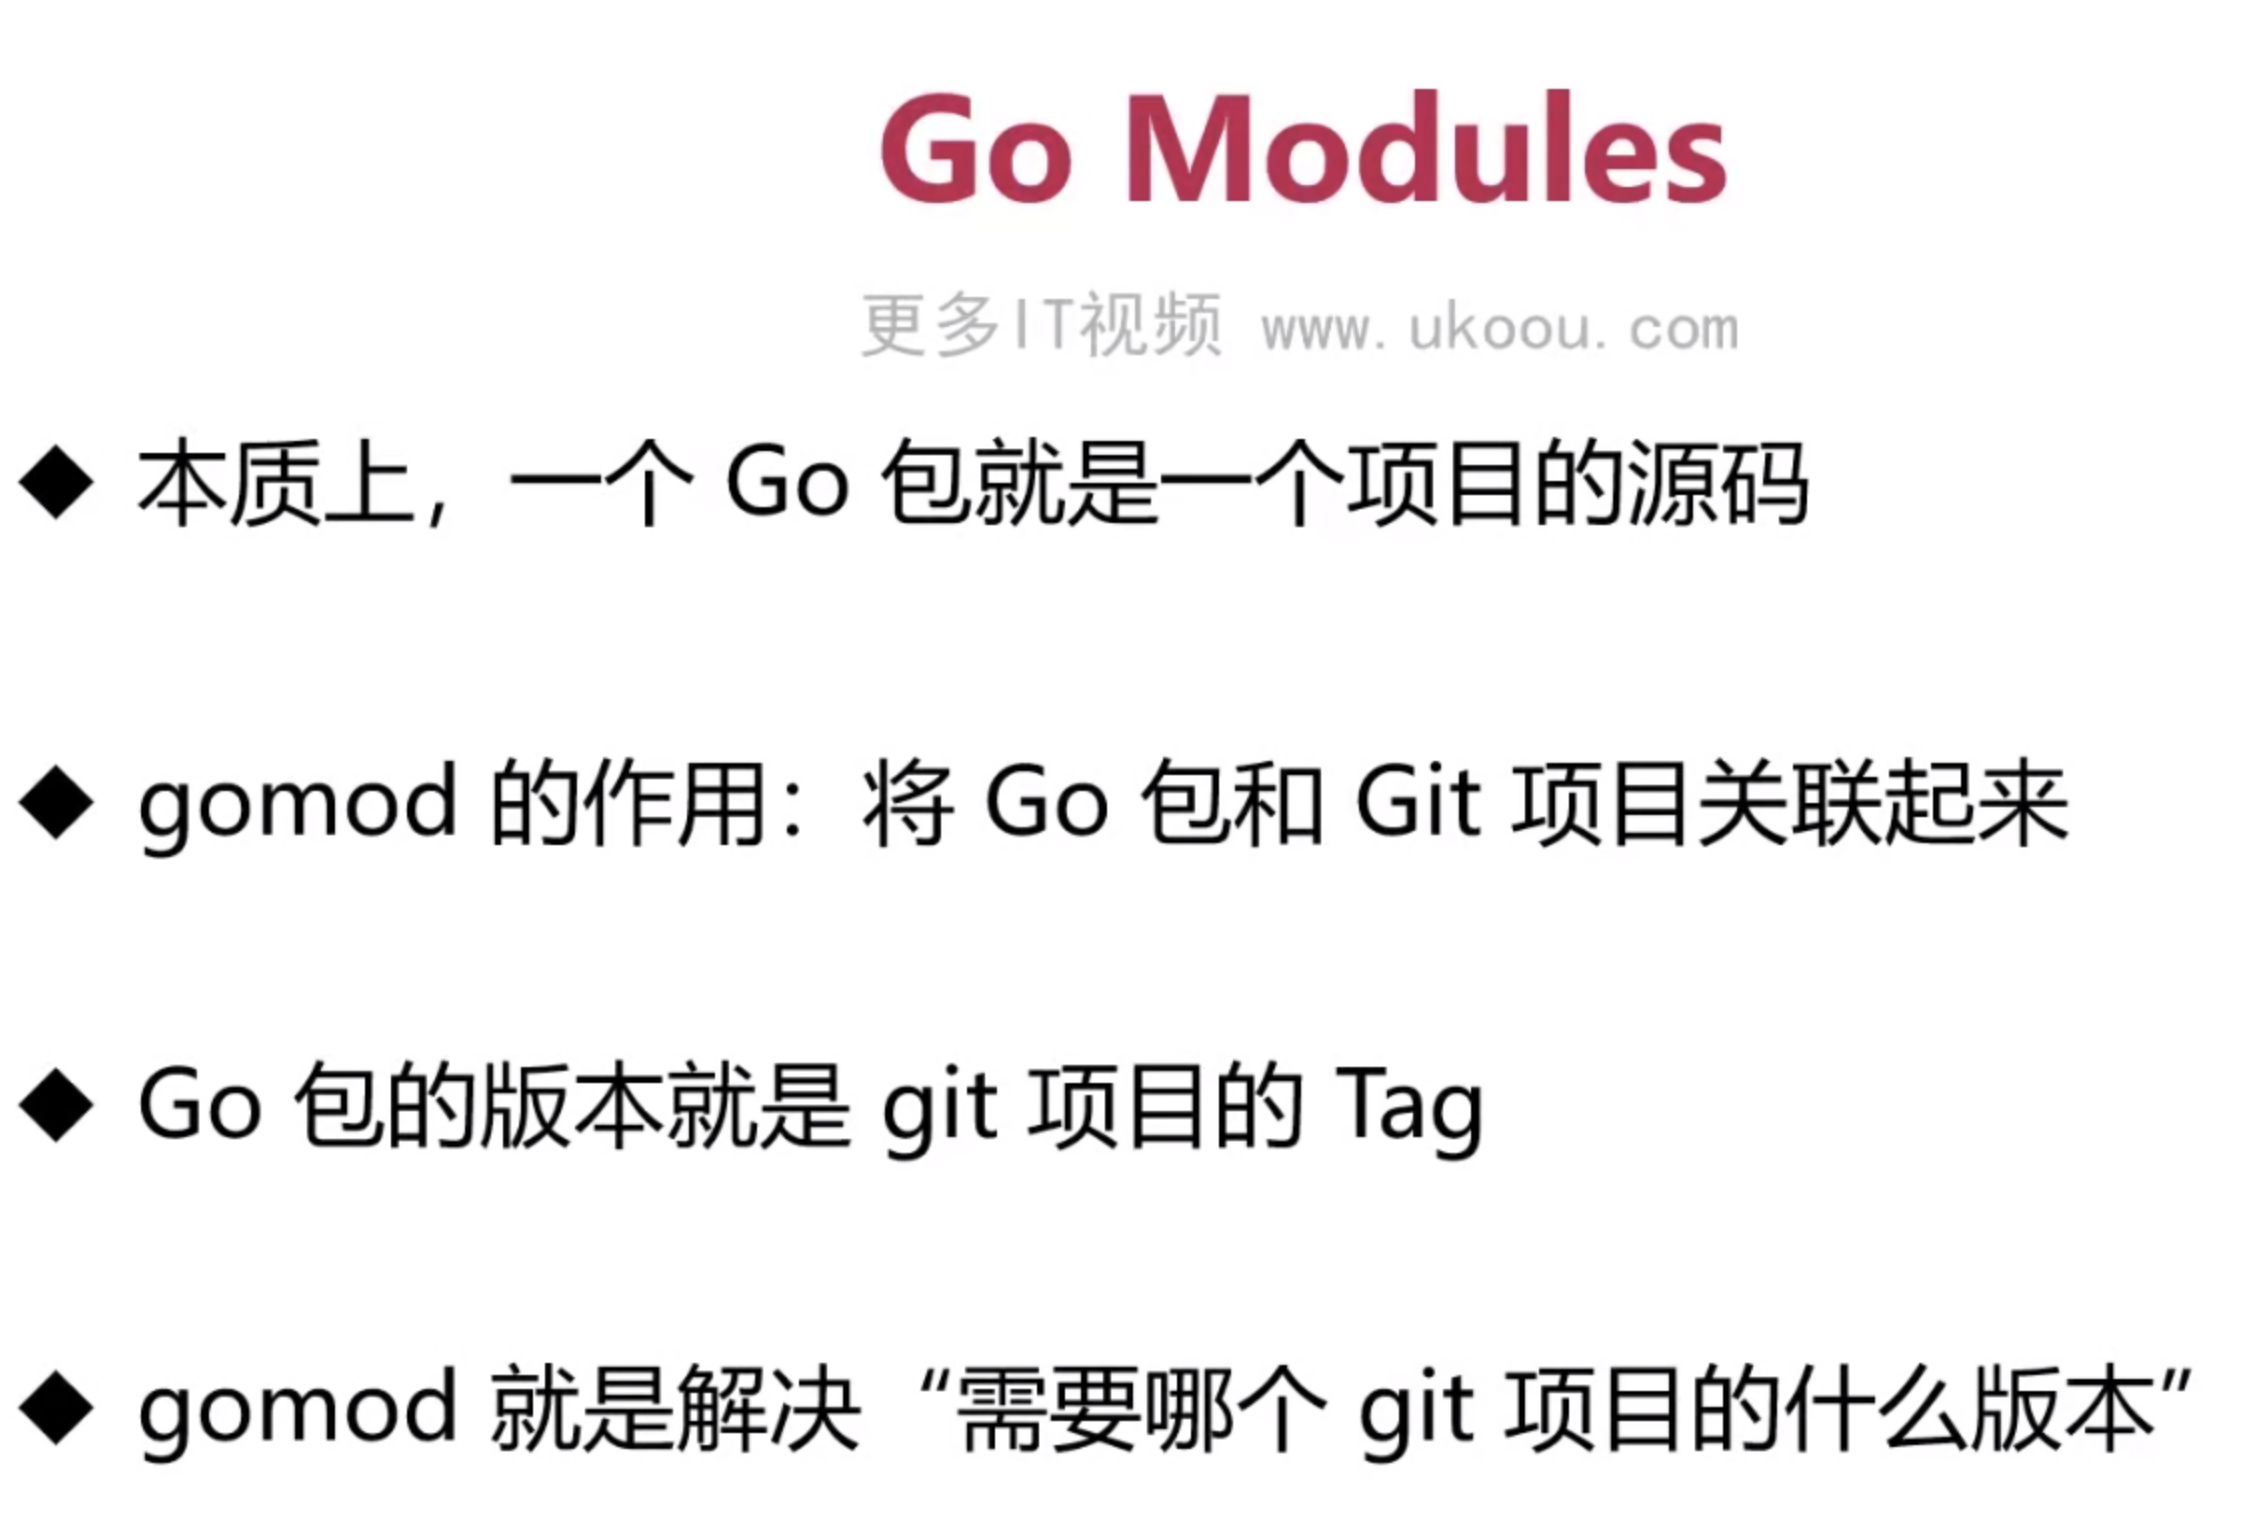 Go Modules
更多IT视频 www.ukoou.com
◆ 本质上，一个 Go 包就是一个项目的源码
◆ gomod 的作用：将 Go 包和 Git 项目关联起来
◆ Go 包的版本就是 git 项目的 Tag
◆ gomod 就是解决“需要哪个 git 项目的什么版本”